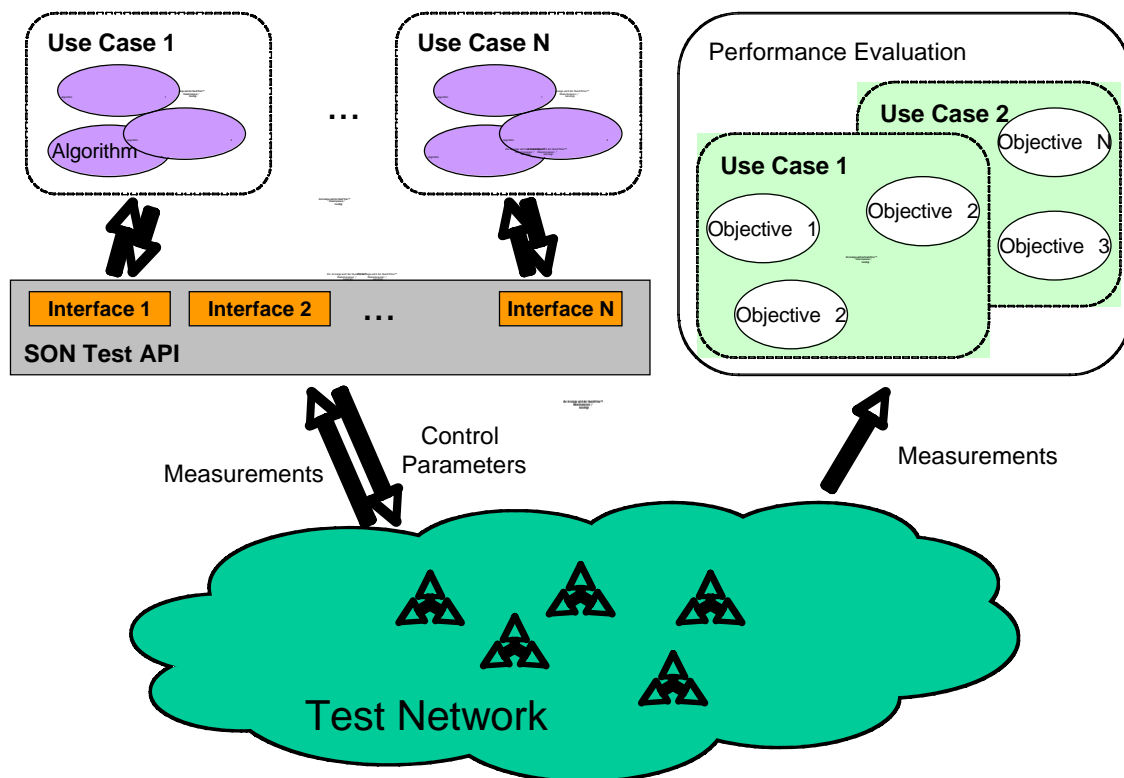 Use Case 1
Algorithm
...
Use Case N
Performance Evaluation
Use Case 2
Objective N
Use Case 1
Objective 1
Objective 2
Objective 3
Objective 2
Interface 1
Interface 2
...
Interface N
SON Test API
Measurements
Control
Parameters
Measurements
Test Network